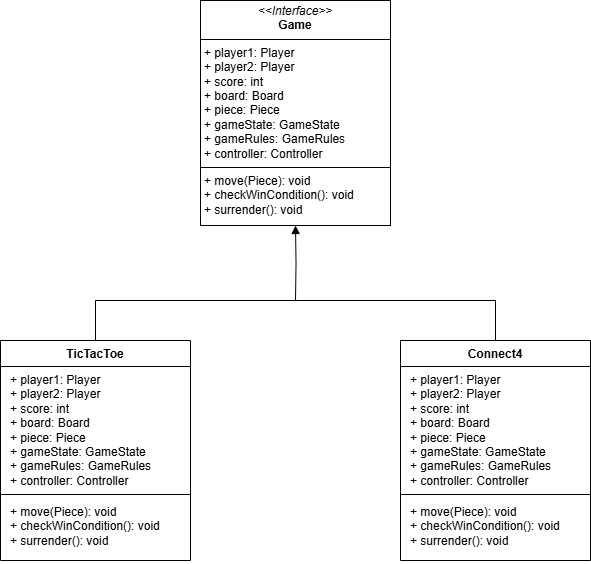 <<Interface>>
Game
+ player1: Player
+ player2: Player
+ score: int
+ board: Board
+ piece: Piece
+ gameState: GameState
+ gameRules: GameRules
+ controller: Controller
+ move(Piece): void
+ checkWinCondition(): void
+ surrender(): void
TicTacToe
+ player1: Player
+ player2: Player
+ score: int
+ board: Board
+ piece: Piece
+ gameState: GameState
+ gameRules: GameRules
+ controller: Controller
+ move(Piece): void
+ checkWinCondition(): void
+ surrender(): void
Connect4
+ player1: Player
+ player2: Player
+ score: int
+ board: Board
+ piece: Piece
+ gameState: GameState
+ gameRules: GameRules
+ controller: Controller
+ move(Piece): void
+ checkWinCondition(): void
+ surrender(): void